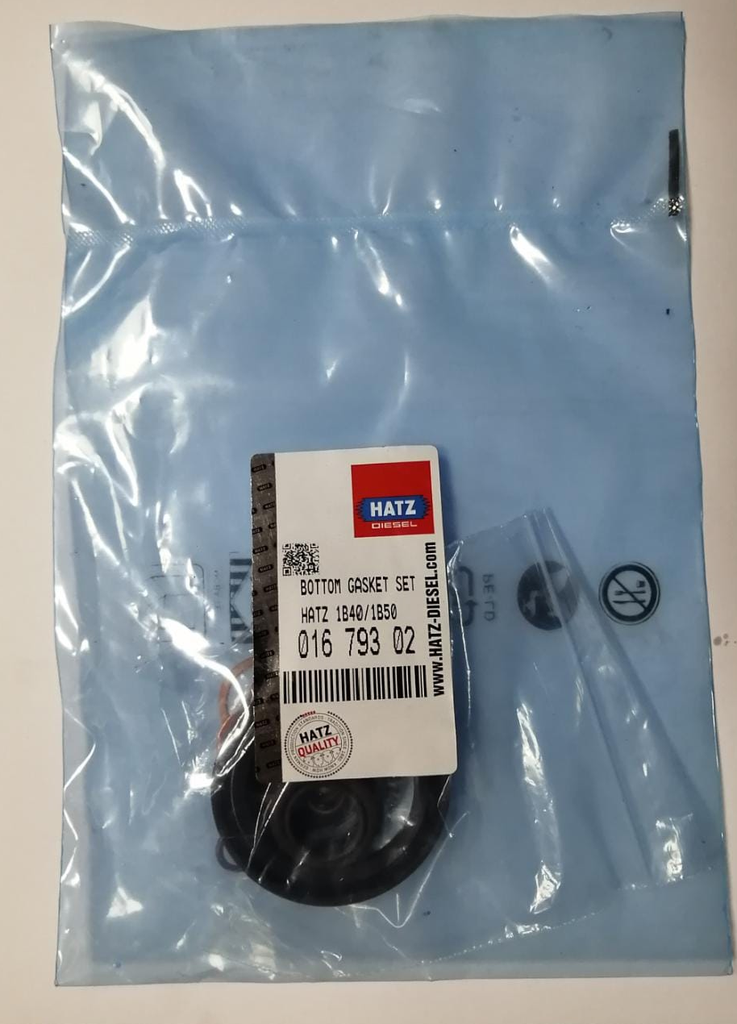 HATZ
DIESEL
BOTTOM GASKET SET
HATZ 1B40/1B50
016 793 02
www.HATZ-DIESEL.com
HATZ
QUALITY